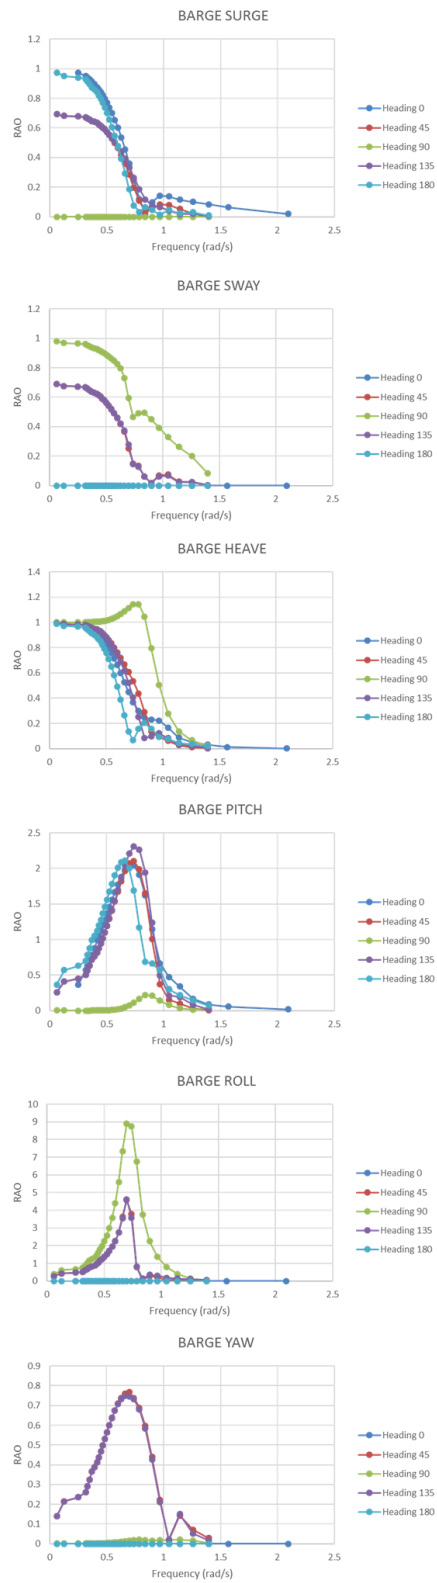 BARGE SURGE
1.2
1
0.8
0.6
0.4
0.2
0
RAO
0 0.5 1 1.5 2 2.5
Frequency (rad/s)
Heading 0
Heading 45
Heading 90
Heading 135
Heading 180
BARGE SWAY
1.2
1
0.8
0.6
0.4
0.2
0
RAO
0 0.5 1 1.5 2 2.5
Frequency (rad/s)
Heading 0
Heading 45
Heading 90
Heading 135
Heading 180
BARGE HEAVE
1.4
1.2
1
0.8
0.6
0.4
0.2
0
RAO
0 0.5 1 1.5 2 2.5
Frequency (rad/s)
Heading 0
Heading 45
Heading 90
Heading 135
Heading 180
BARGE PITCH
2.5
2
1.5
1
0.5
0
RAO
0 0.5 1 1.5 2 2.5
Frequency (rad/s)
Heading 0
Heading 45
Heading 90
Heading 135
Heading 180
BARGE ROLL
10
9
8
7
6
5
4
3
2
1
0
RAO
0 0.5 1 1.5 2 2.5
Frequency (rad/s)
Heading 0
Heading 45
Heading 90
Heading 135
Heading 180
BARGE YAW
0.9
0.8
0.7
0.6
0.5
0.4
0.3
0.2
0.1
0
RAO
0 0.5 1 1.5 2 2.5
Frequency (rad/s)
Heading 0
Heading 45
Heading 90
Heading 135
Heading 180